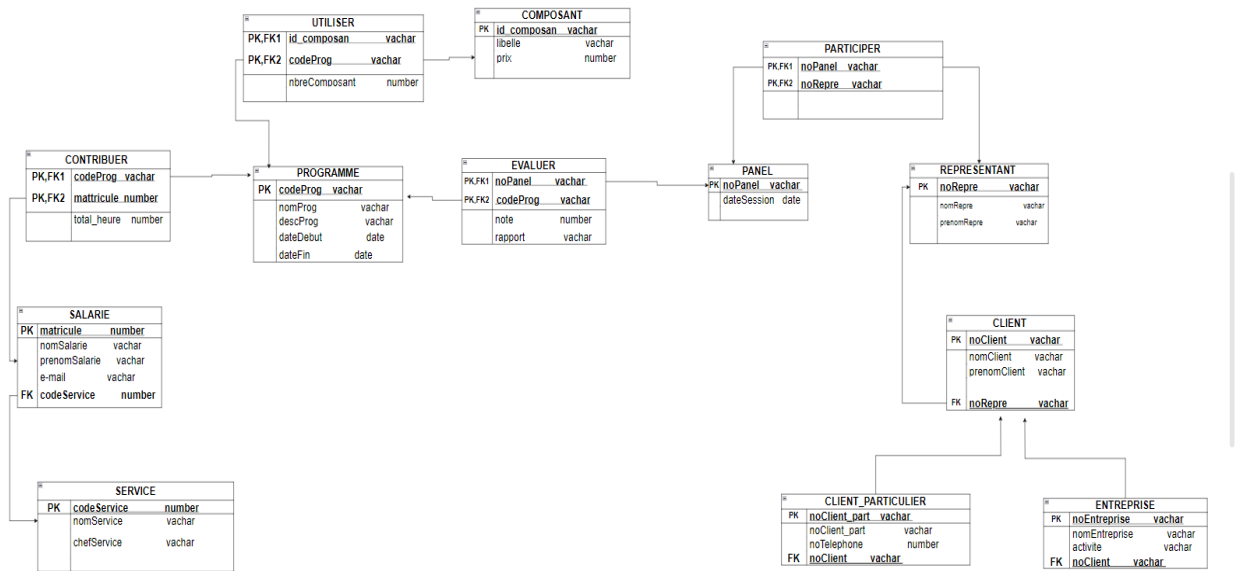 UTILISER
PK,FK1 id_composan vachar
PK,FK2 codeProg vachar
nbreComposant number
COMPOSANT
PK id_composan vachar
libelle vachar
prix number
PARTICIPER
PK,FK1 noPanel vachar
PK,FK2 noRepre vachar
CONTRIBUER
PK,FK1 codeProg vachar
PK,FK2 mattricule number
total_heure number
PROGRAMME
PK codeProg vachar
nomProg vachar
descProg vachar
dateDebut date
dateFin date
EVALUER
PK,FK1 noPanel vachar
PK,FK2 codeProg vachar
note number
rapport vachar
PANEL
PK noPanel vachar
dateSession date
REPRESENTANT
PK noRepre vachar
nomRepre vachar
prenomRepre vachar
SALARIE
PK matricule number
nomSalarie vachar
prenomSalarie vachar
e-mail vachar
FK codeService number
CLIENT
PK noClient vachar
nomClient vachar
prenomClient vachar
FK noRepre vachar
SERVICE
PK codeService number
nomService vachar
chefService vachar
CLIENT_PARTICULIER
PK noClient_part vachar
noClient_part vachar
noTelephone number
FK noClient vachar
ENTREPRISE
PK noEntreprise vachar
nomEntreprise vachar
activite vachar
FK noClient vachar